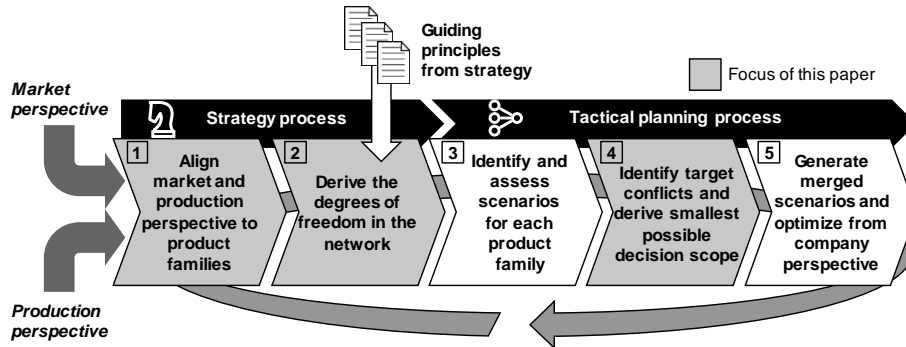 Guiding
principles
from strategy
Focus of this paper
Market
perspective
Strategy process
Tactical planning process
1
Align
market and
production
perspective to
product
families
2
Derive the
degrees of
freedom in the
network
3
Identify and
assess
scenarios
for each
product
family
4
Identify target
conflicts and
derive smallest
possible
decision scope
5
Generate
merged
scenarios and
optimize from
company
perspective
Production
perspective